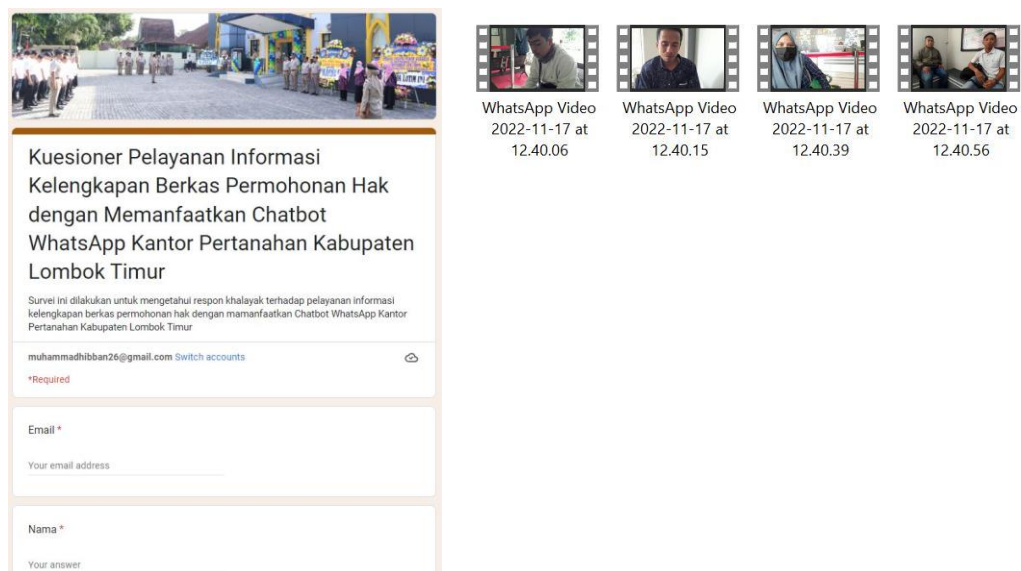 Kuesioner Pelayanan Informasi
Kelengkapan Berkas Permohonan Hak
dengan Memanfaatkan Chatbot
WhatsApp Kantor Pertanahan Kabupaten
Lombok Timur
Survei ini dilakukan untuk mengetahui respon khalayak terhadap pelayanan informasi
kelengkapan berkas permohonan hak dengan mamanfaatkan Chatbot WhatsApp Kantor
Pertanahan Kabupaten Lombok Timur
muhammadhibban26@gmail.com Switch accounts
*Required
Email *
Your email address
Nama *
Your answer
WhatsApp Video
2022-11-17 at
12.40.06
WhatsApp Video
2022-11-17 at
12.40.15
WhatsApp Video
2022-11-17 at
12.40.39
WhatsApp Video
2022-11-17 at
12.40.56